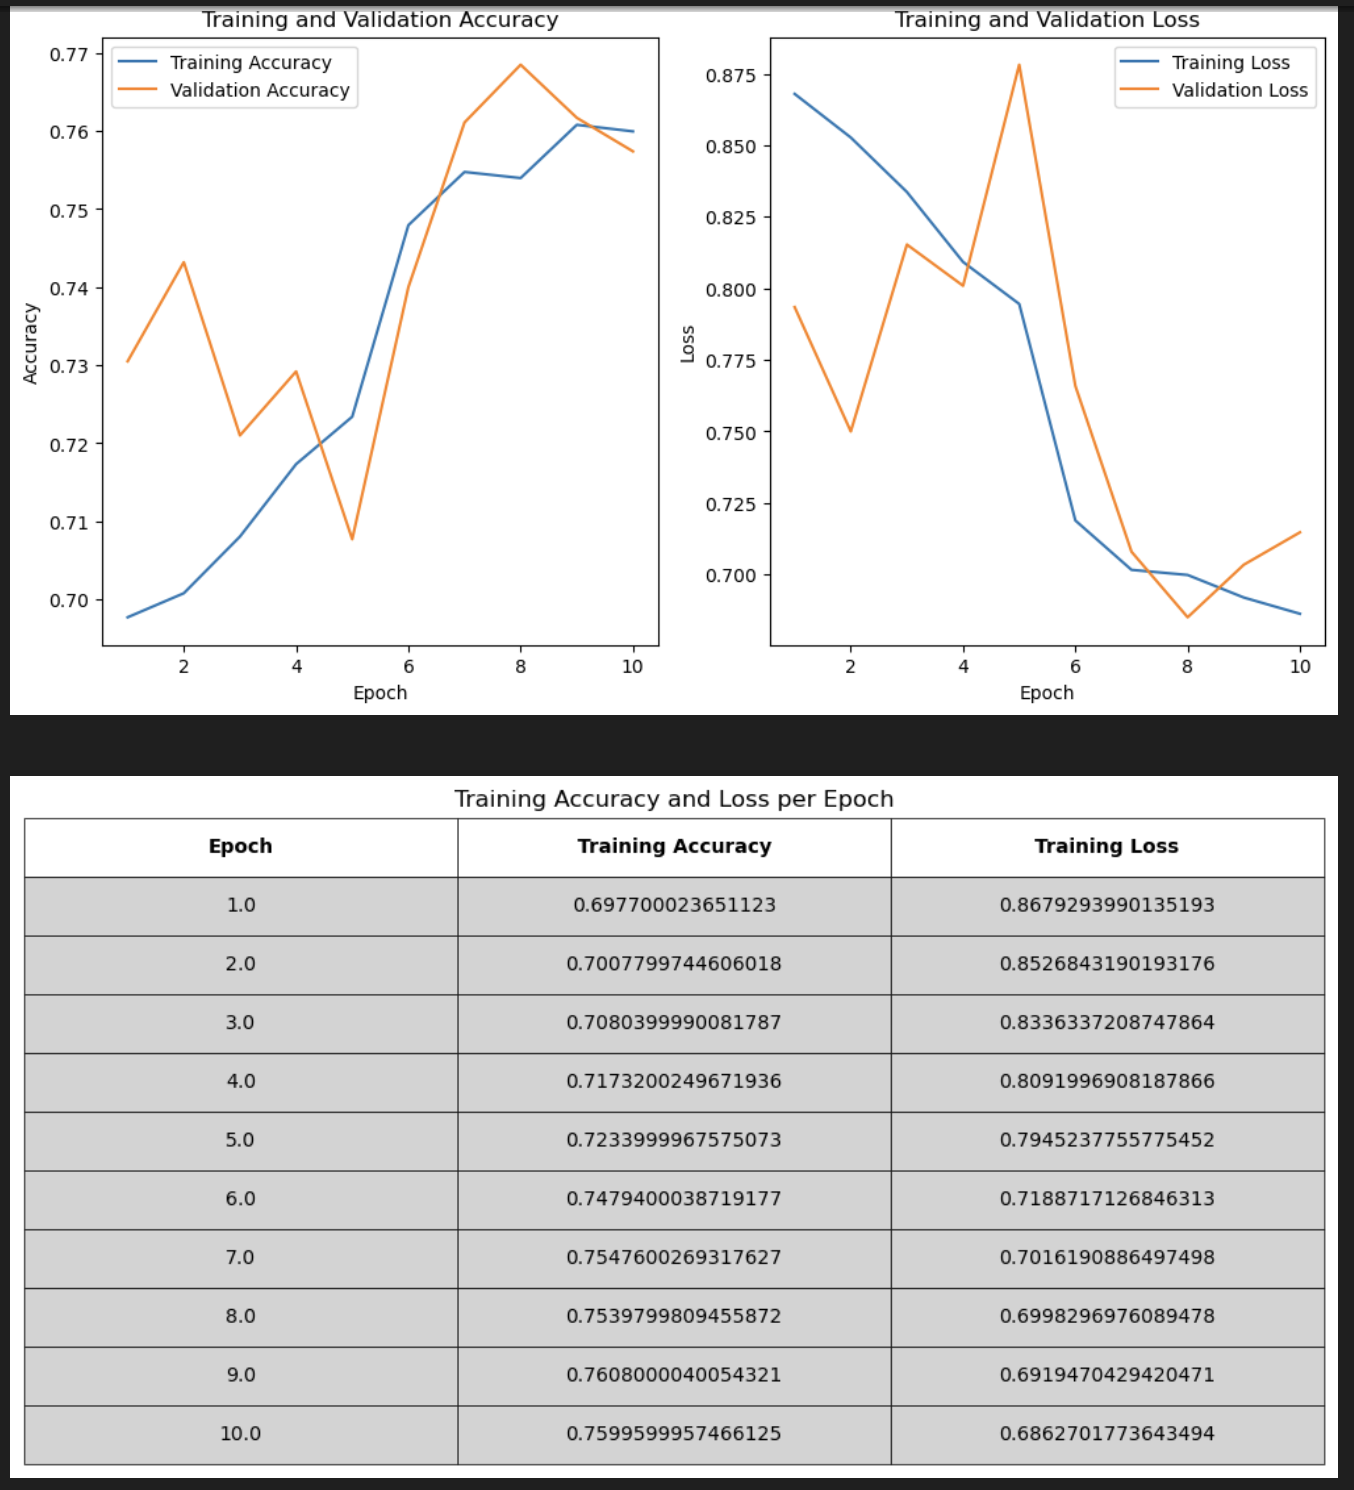 Training and Validation Accuracy
0.77
0.76
0.75
0.74
0.73
0.72
0.71
0.70
Accuracy
Training Accuracy
Validation Accuracy
2 4 6 8 10
Epoch
Training and Validation Loss
0.875
0.850
0.825
0.800
0.775
0.750
0.725
0.700
Loss
Training Loss
Validation Loss
2 4 6 8 10
Epoch
Training Accuracy and Loss per Epoch
Epoch Training Accuracy Training Loss
1.0 0.697700023651123 0.8679293990135193
2.0 0.7007799744606018 0.8526843190193176
3.0 0.7080399990081787 0.8336337208747864
4.0 0.7173200249671936 0.8091996908187866
5.0 0.7233999967575073 0.7945237755775452
6.0 0.7479400038719177 0.7188717126846313
7.0 0.7547600269317627 0.7016190886497498
8.0 0.7539799809455872 0.6998296976089478
9.0 0.7608000040054321 0.6919470429420471
10.0 0.7599599957466125 0.6862701773643494